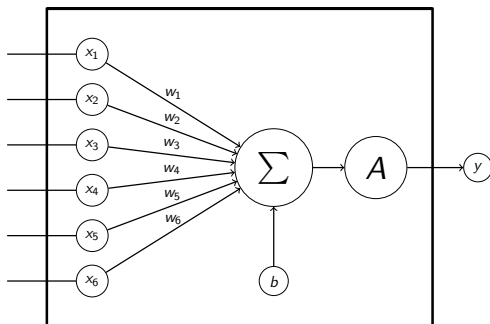 x₁
w₁
x₂
w₂
x₃
w₃
∑
A
y
x₄
w₄
x₅
w₅
x₆
w₆
b